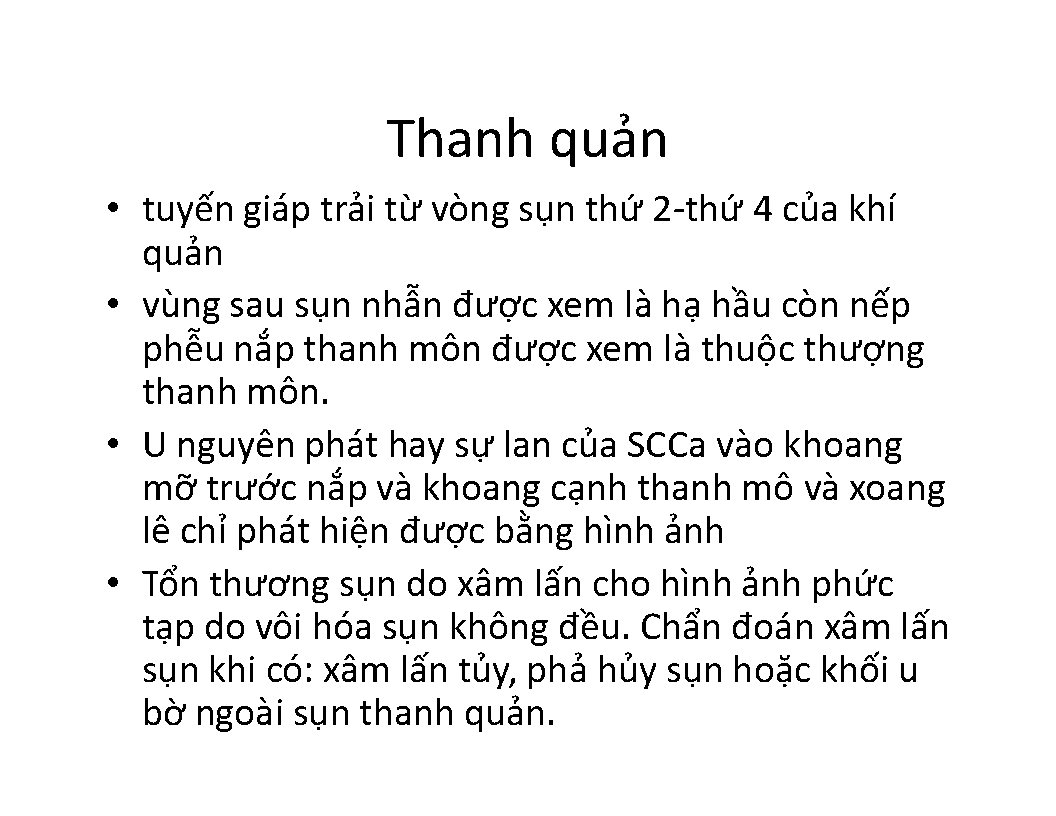 Thanh quản
• tuyến giáp trải từ vòng sụn thứ 2-thứ 4 của khí
quản
• vùng sau sụn nhẫn được xem là hạ hầu còn nếp
phễu nắp thanh môn được xem là thuộc thượng
thanh môn.
• U nguyên phát hay sự lan của SCCa vào khoang
mỡ trước nắp và khoang cạnh thanh mô và xoang
lê chỉ phát hiện được bằng hình ảnh
• Tổn thương sụn do xâm lấn cho hình ảnh phức
tạp do vôi hóa sụn không đều. Chẩn đoán xâm lấn
sụn khi có: xâm lấn tủy, phả hủy sụn hoặc khối u
bờ ngoài sụn thanh quản.